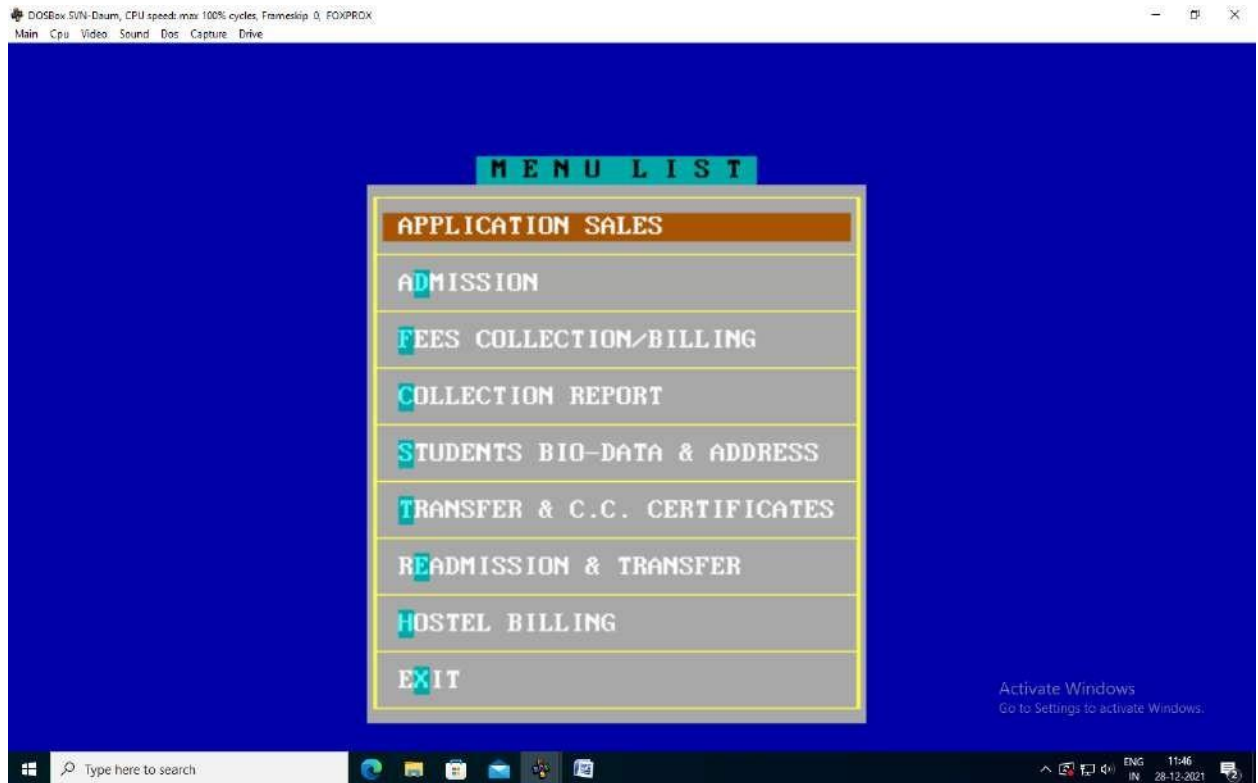 DOSBox SVN-Daum, CPU speed: max 100% cycles, Frameskip 0, FOXPROX
Main Cpu Video Sound Dos Capture Drive
MENU LIST
APPLICATION SALES
ADMISSION
FEES COLLECTION/BILLING
COLLECTION REPORT
STUDENTS BIO-DATA & ADDRESS
TRANSFER & C.C. CERTIFICATES
READMISSION & TRANSFER
HOSTEL BILLING
EXIT
Activate Windows
Go to Settings to activate Windows.
Type here to search
ENG 11:46
IN 28-12-2021
2